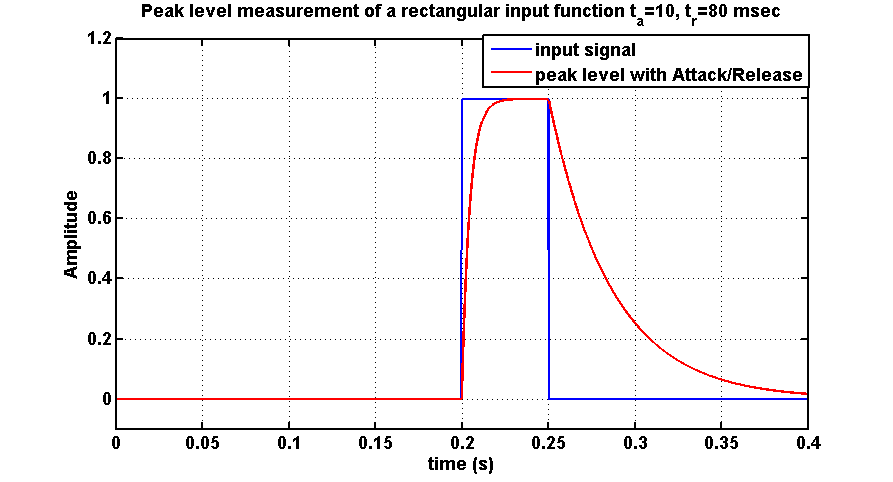 Peak level measurement of a rectangular input function ta=10, tr=80 msec
input signal
peak level with Attack/Release
1.2
1
0.8
0.6
0.4
0.2
0
Amplitude
0 0.05 0.1 0.15 0.2 0.25 0.3 0.35 0.4
time (s)